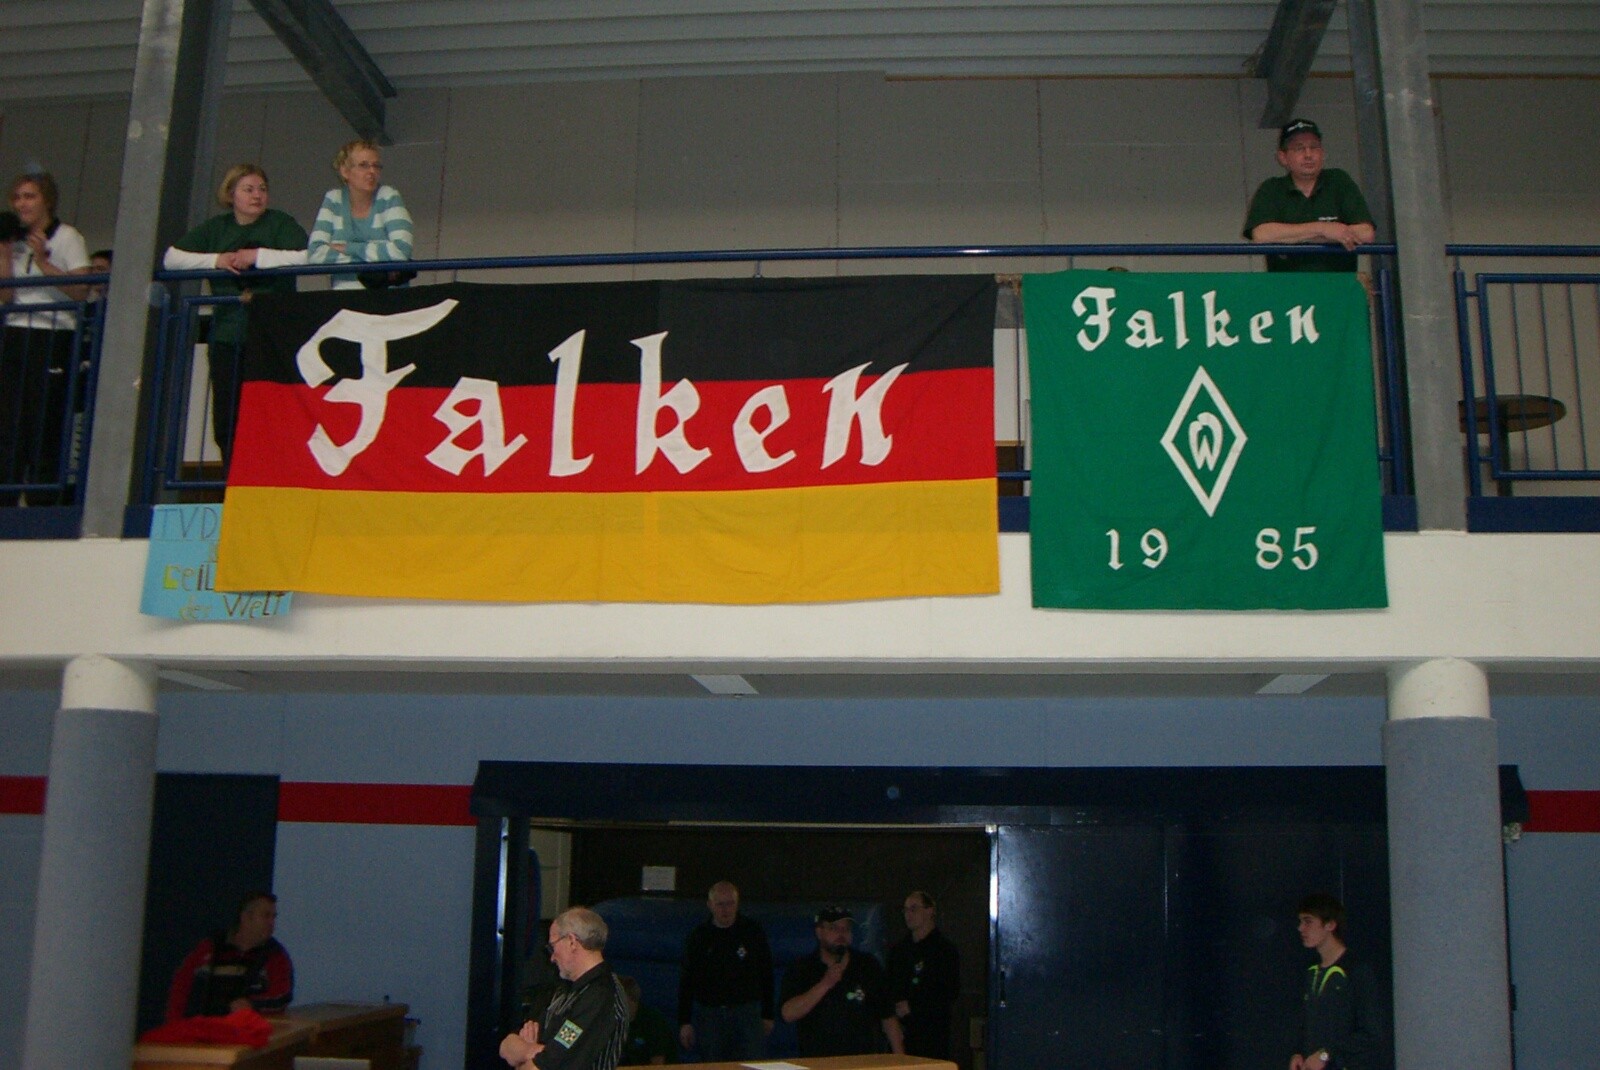 Falken
Falken
W
19 85
TVD
der Welt